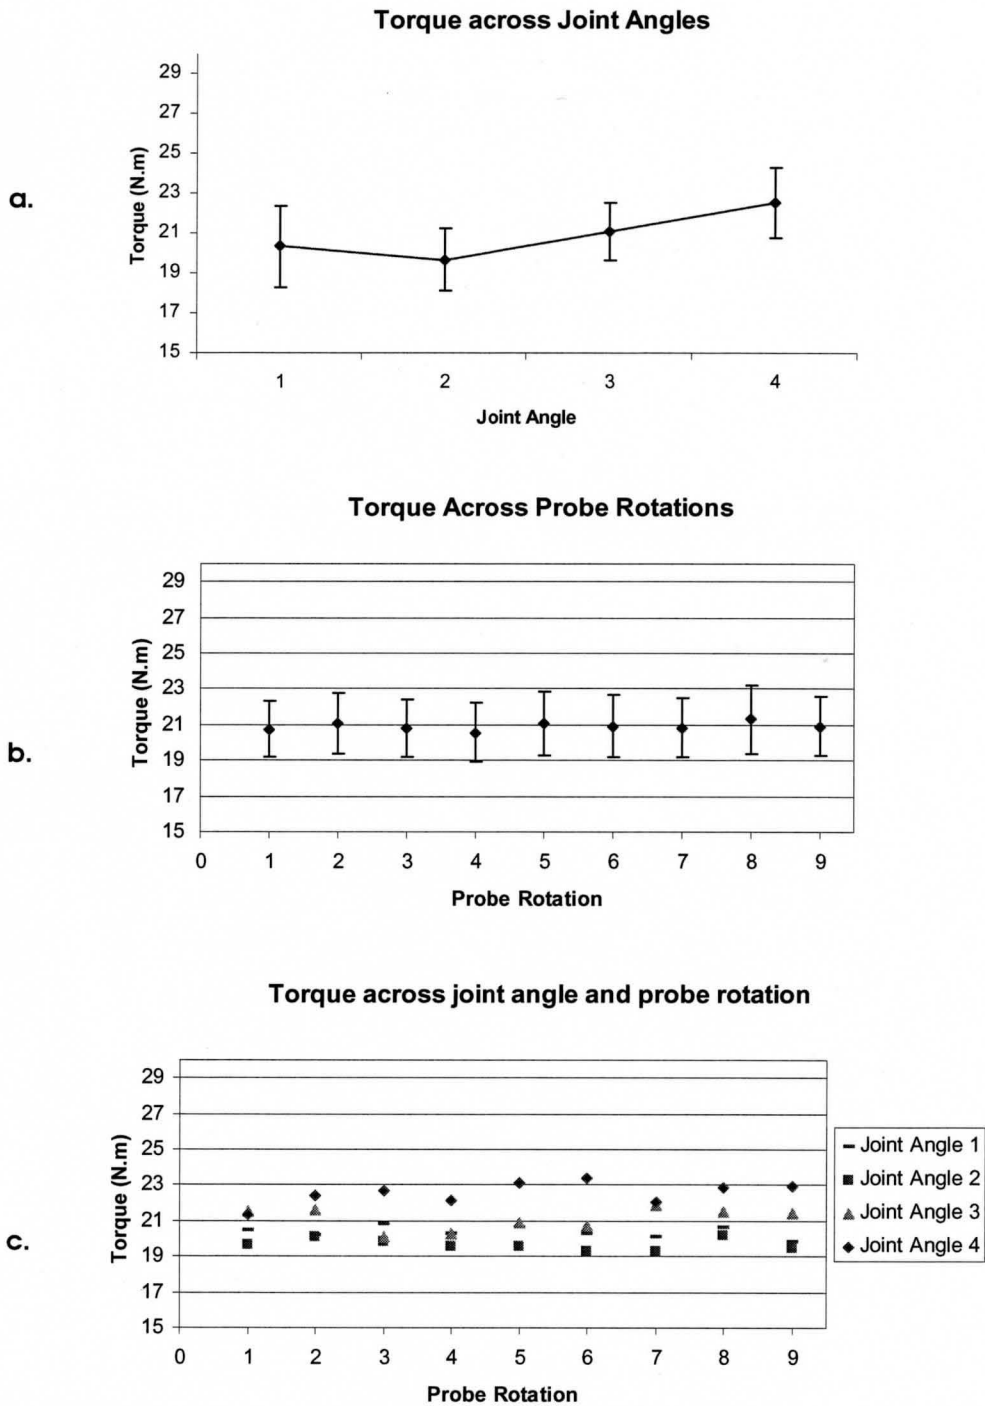 Torque across Joint Angles
a.
Torque (N.m)
29
27
25
23
21
19
17
15
1 2 3 4
Joint Angle
Torque Across Probe Rotations
b.
Torque (N.m)
29
27
25
23
21
19
17
15
0 1 2 3 4 5 6 7 8 9
Probe Rotation
Torque across joint angle and probe rotation
c.
Torque (N.m)
29
27
25
23
21
19
17
15
0 1 2 3 4 5 6 7 8 9
Probe Rotation
Joint Angle 1
Joint Angle 2
Joint Angle 3
Joint Angle 4